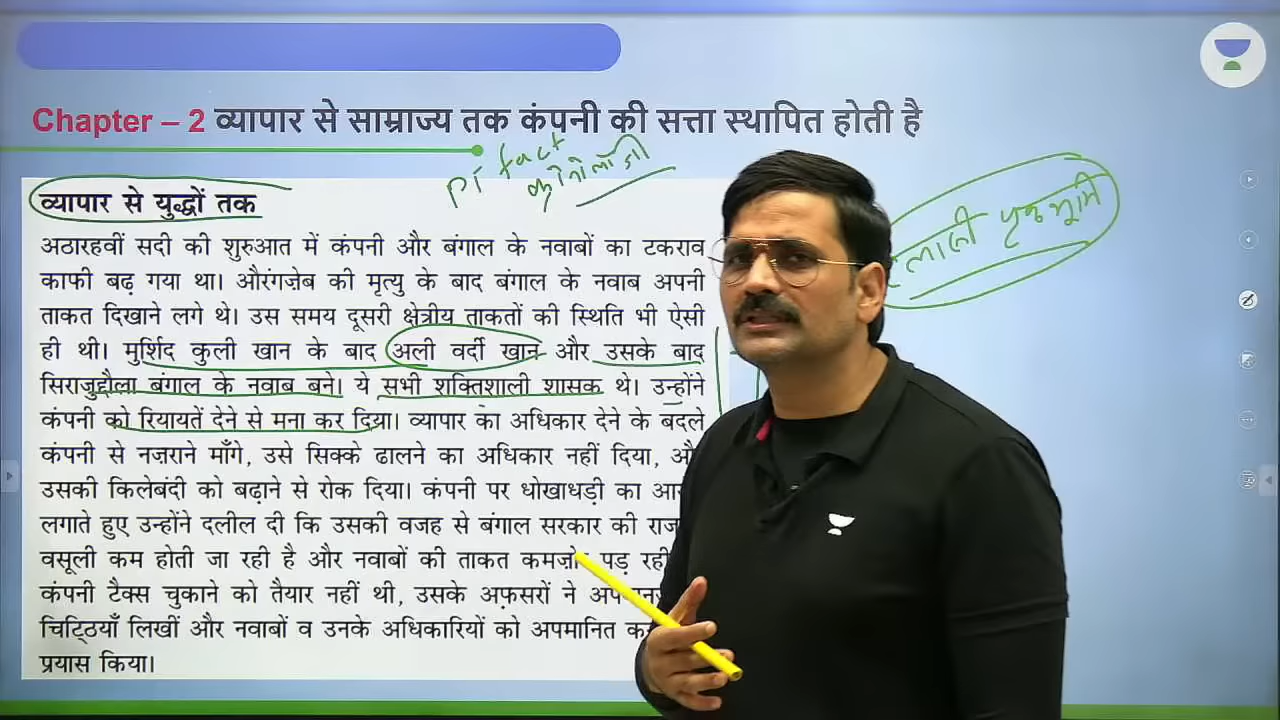 Chapter – 2 व्यापार से साम्राज्य तक कंपनी की सत्ता स्थापित होती है
Pt fact
क्रोनोलॉजी
पृष्ठभूमि
व्यापार से युद्धों तक
अठारहवीं सदी की शुरुआत में कंपनी और बंगाल के नवाबों का टकराव
काफी बढ़ गया था। औरंगज़ेब की मृत्यु के बाद बंगाल के नवाब अपनी
ताकत दिखाने लगे थे। उस समय दूसरी क्षेत्रीय ताकतों की स्थिति भी ऐसी
ही थी। मुर्शिद कुली खान के बाद अली वर्दी खान और उसके बाद
सिराजुद्दौला बंगाल के नवाब बने। ये सभी शक्तिशाली शासक थे। उन्होंने
कंपनी को रियायतें देने से मना कर दिया। व्यापार का अधिकार देने के बदले
कंपनी से नज़राने माँगे, उसे सिक्के ढालने का अधिकार नहीं दिया,
उसकी किलेबंदी को बढ़ाने से रोक दिया। कंपनी पर धोखाधड़ी का
लगाते हुए उन्होंने दलील दी कि उसकी वजह से बंगाल सरकार की
वसूली कम होती जा रही है और नवाबों की ताकत कमज़ोर पड़ रही
कंपनी टैक्स चुकाने को तैयार नहीं थी, उसके अफ़सरों ने
चिट्ठियाँ लिखीं और नवाबों व उनके अधिकारियों को अपमानित
प्रयास किया।